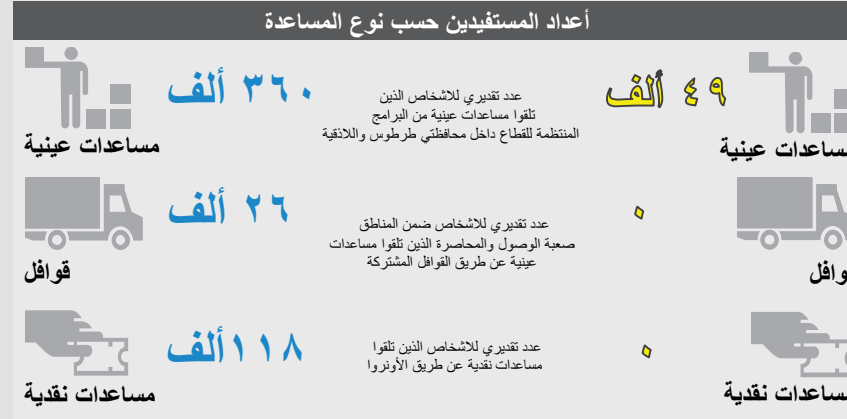 أعداد المستفيدين حسب نوع المساعدة
٤٩ ألف
مساعدات عينية
عدد تقديري للاشخاص الذين
تلقوا مساعدات عينية من البرامج
المنتظمة للقطاع داخل محافظتي طرطوس واللاذقية
٣٦٠ ألف
مساعدات عينية
٠
وافل
عدد تقديري للاشخاص ضمن المناطق
صعبة الوصول والمحاصرة الذين تلقوا مساعدات
عينية عن طريق القوافل المشتركة
٢٦ ألف
قوافل
٠
مساعدات نقدية
عدد تقديري للاشخاص الذين تلقوا
مساعدات نقدية عن طريق الأونروا
١١٨ألف
مساعدات نقدية